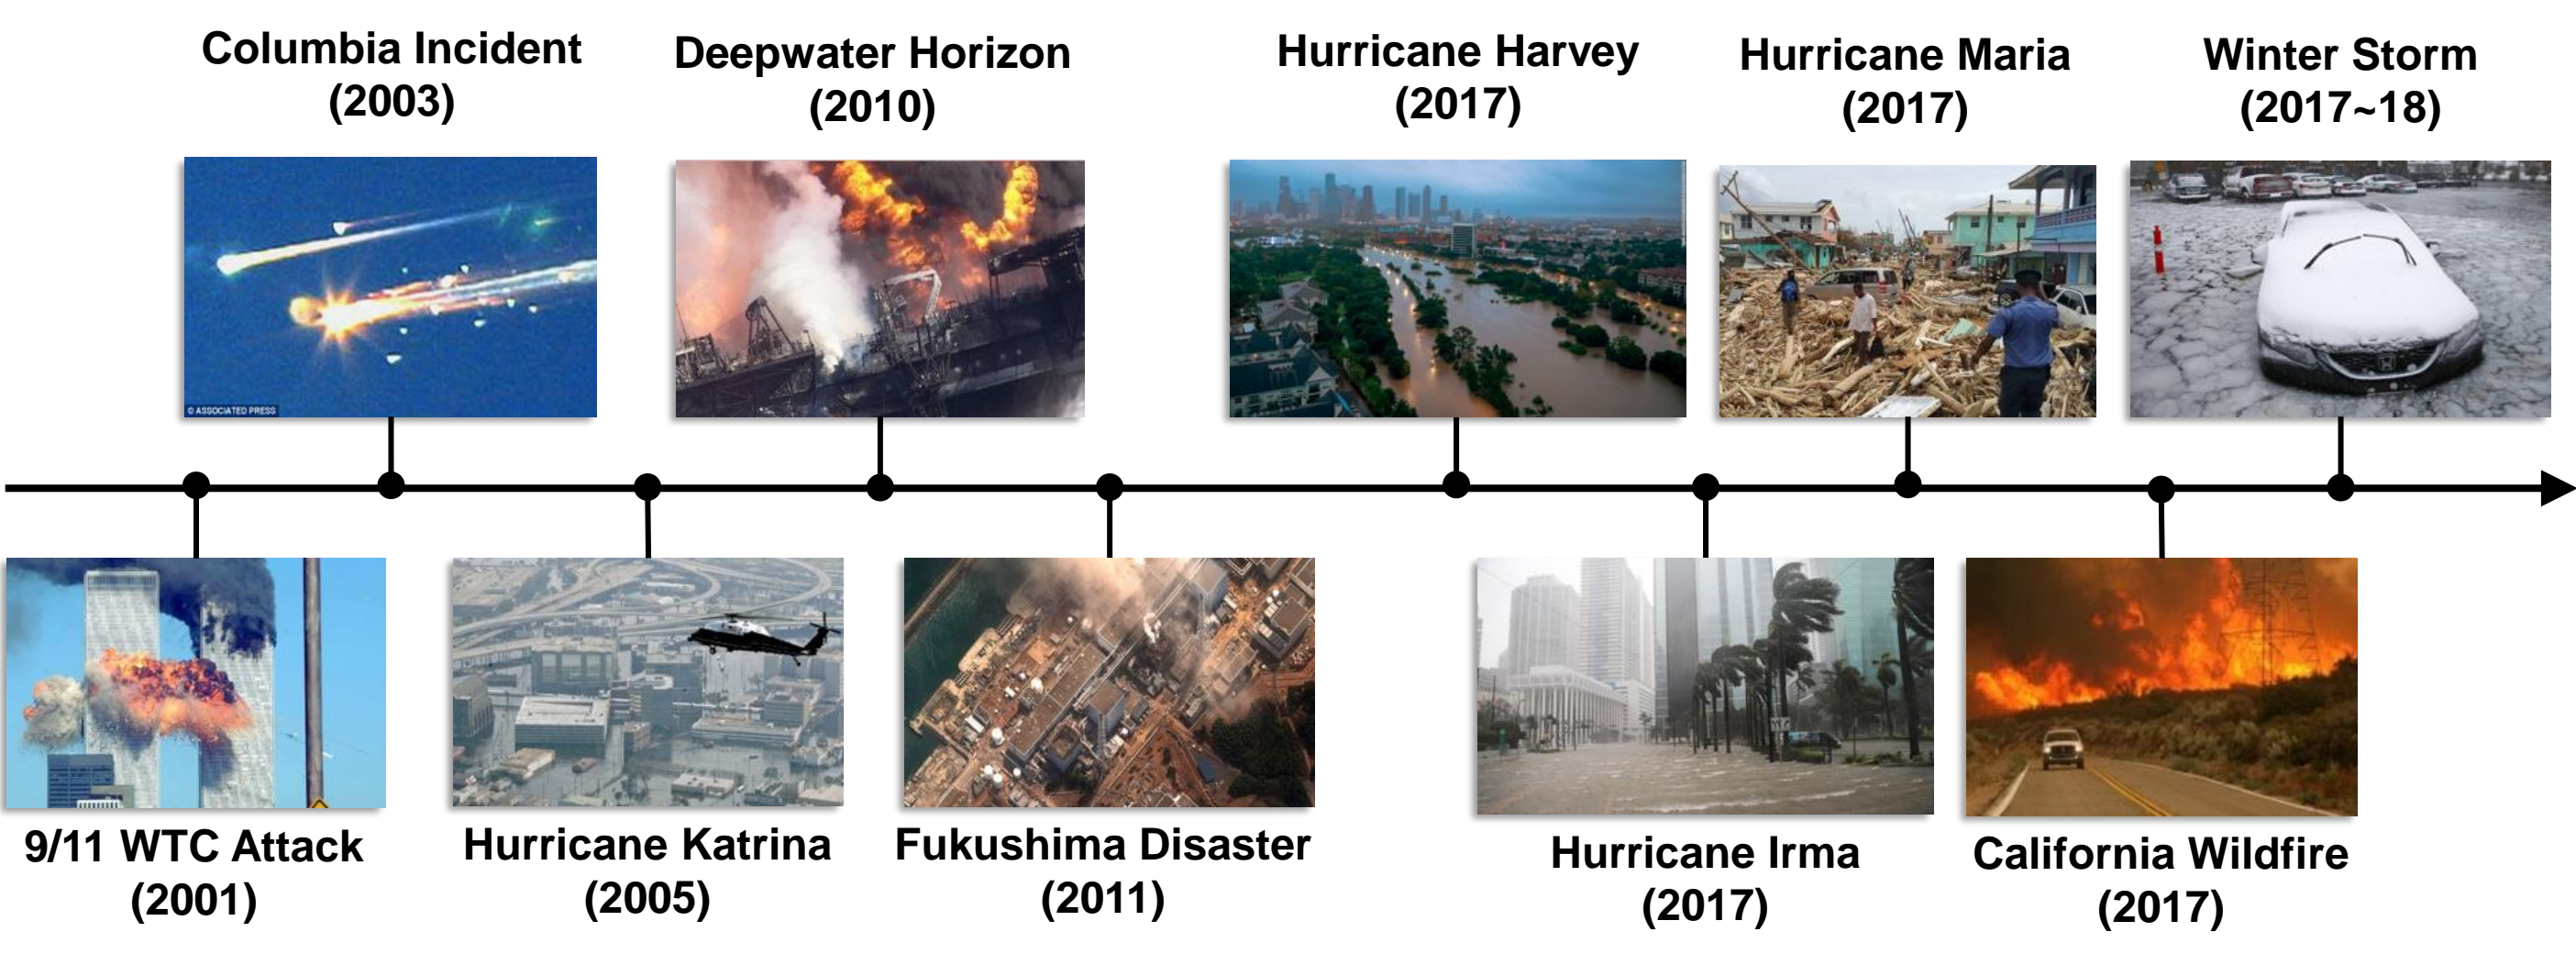 Columbia Incident
(2003)
Deepwater Horizon
(2010)
Hurricane Harvey
(2017)
Hurricane Maria
(2017)
Winter Storm
(2017~18)
© ASSOCIATED PRESS
9/11 WTC Attack
(2001)
Hurricane Katrina
(2005)
Fukushima Disaster
(2011)
Hurricane Irma
(2017)
California Wildfire
(2017)